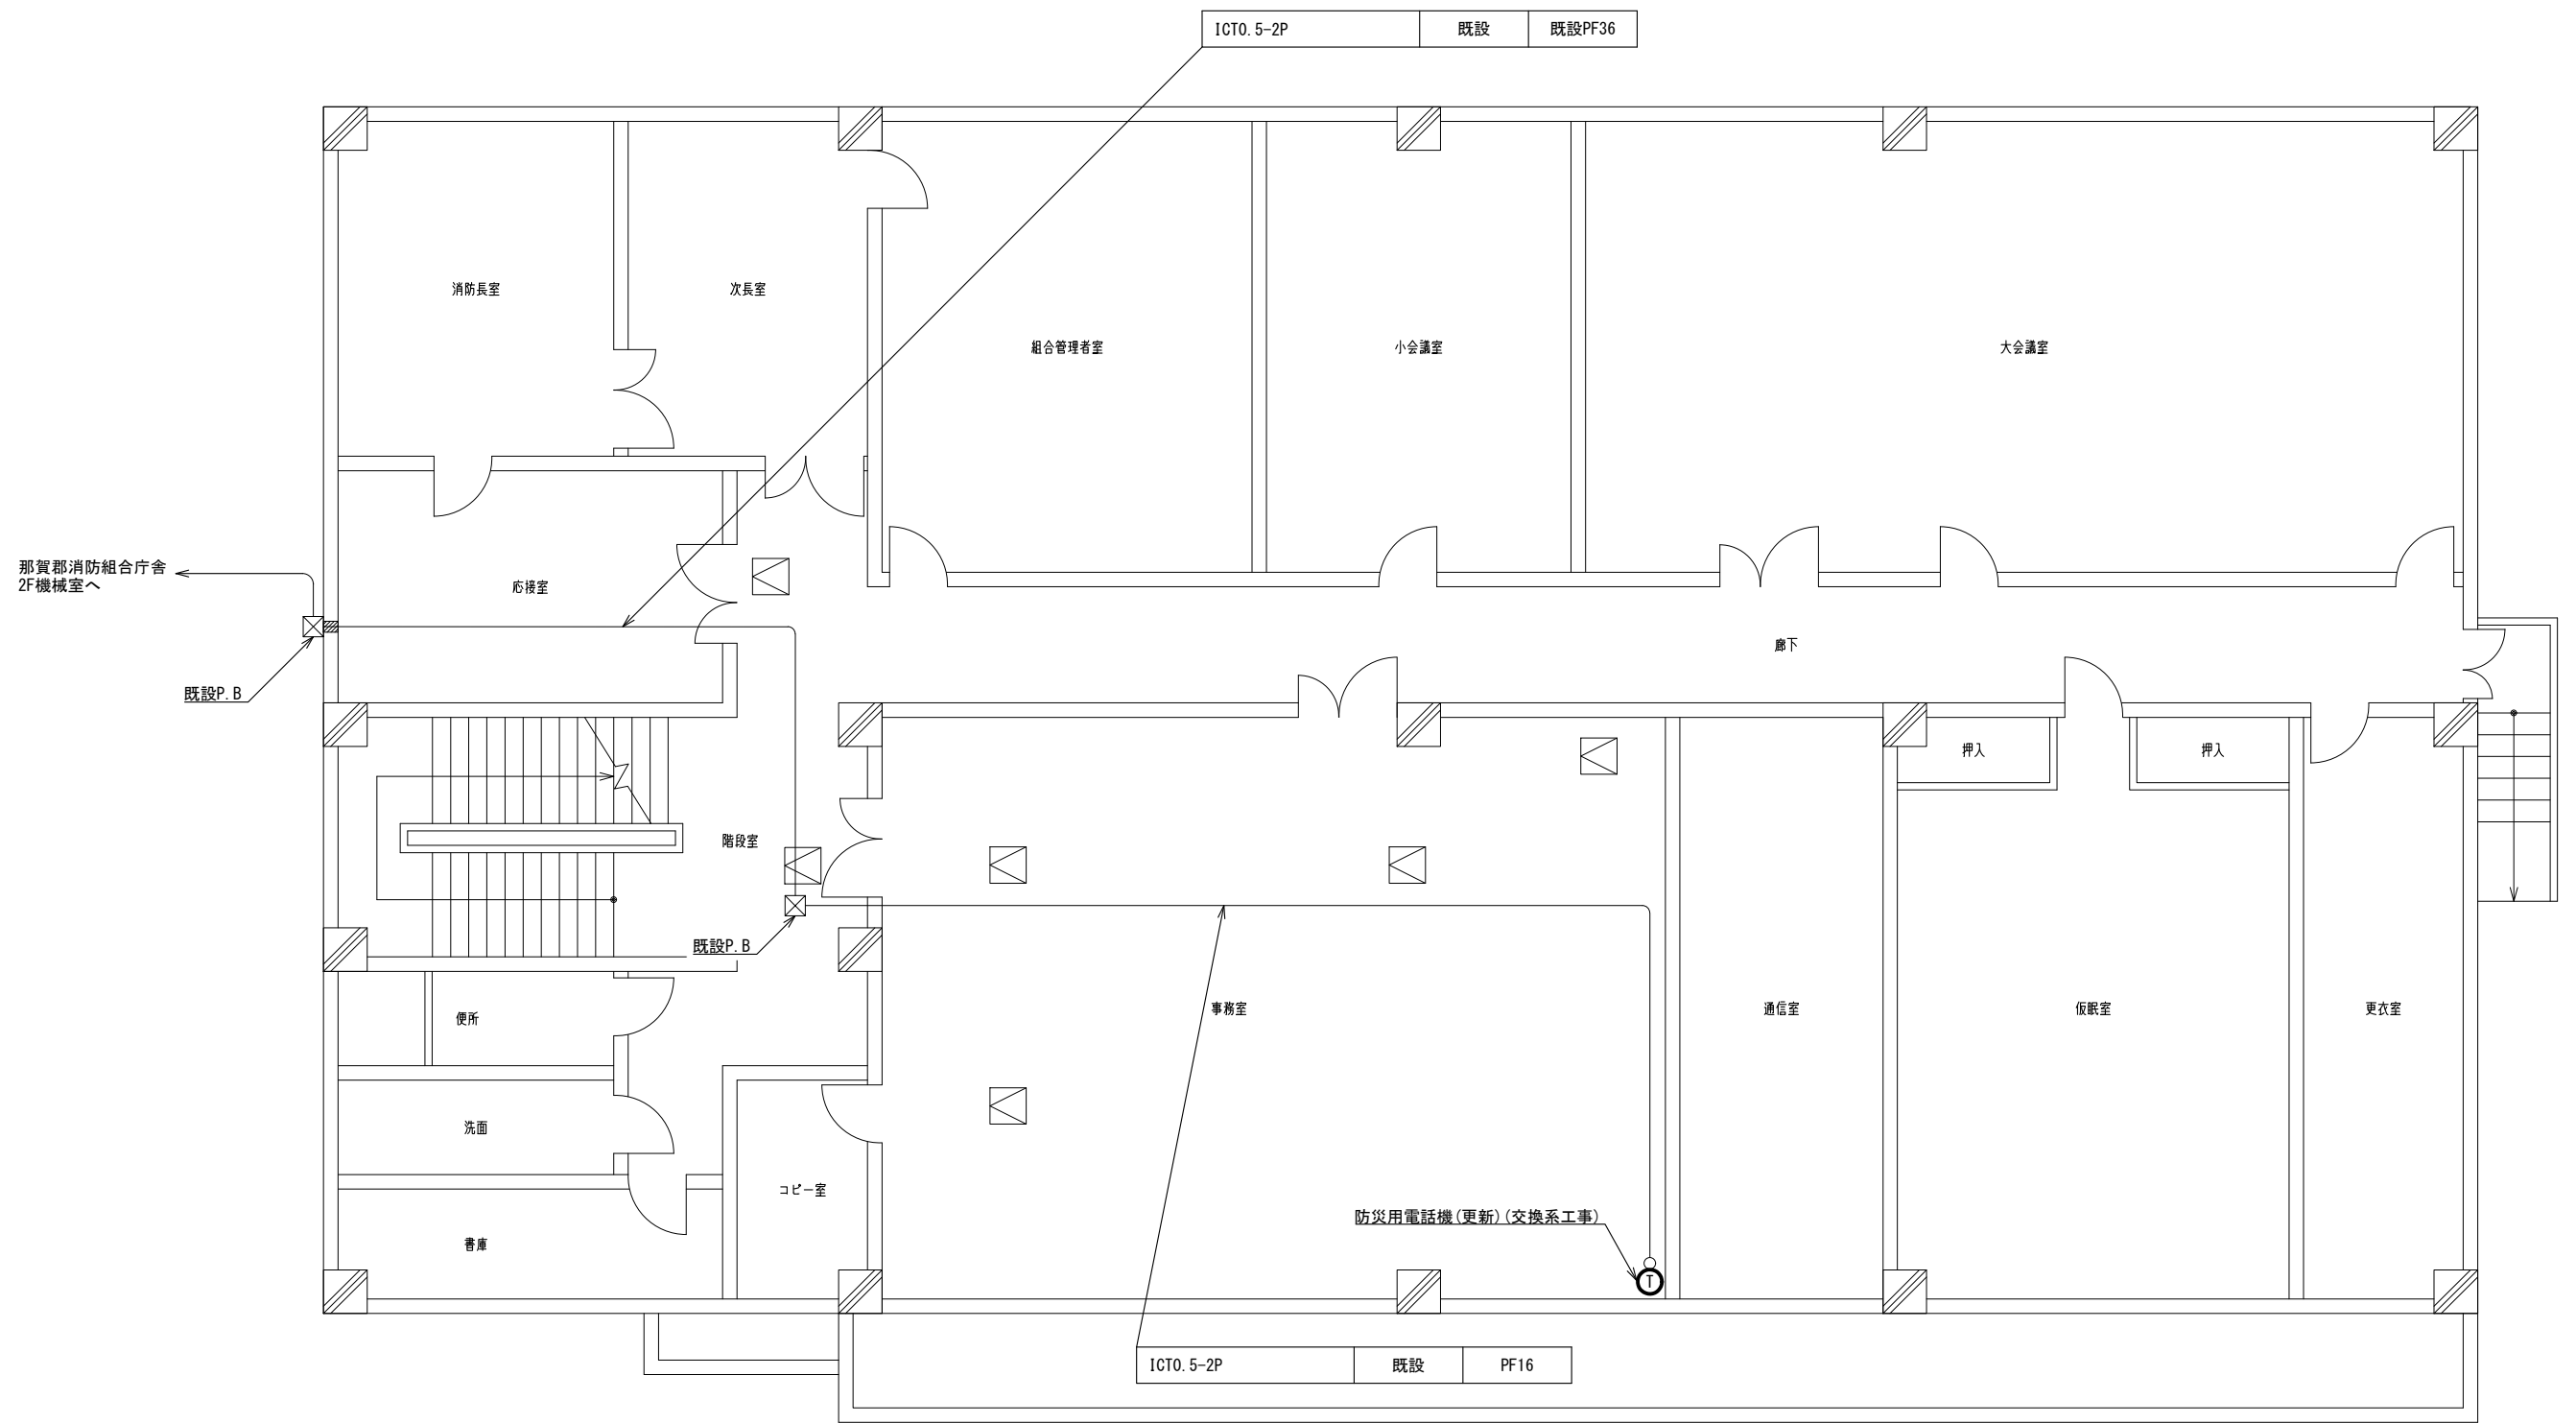 ICT0.5-2P 既設 既設PF36
消防長室
次長室
組合管理者室
小会議室
大会議室
那賀郡消防組合庁舎
2F機械室へ
応接室
廊下
既設P.B
押入
押入
階段室
既設P.B
事務室
通信室
仮眠室
更衣室
便所
洗面
コピー室
防災用電話機(更新)(交換系工事)
書庫
T
ICT0.5-2P 既設 PF16